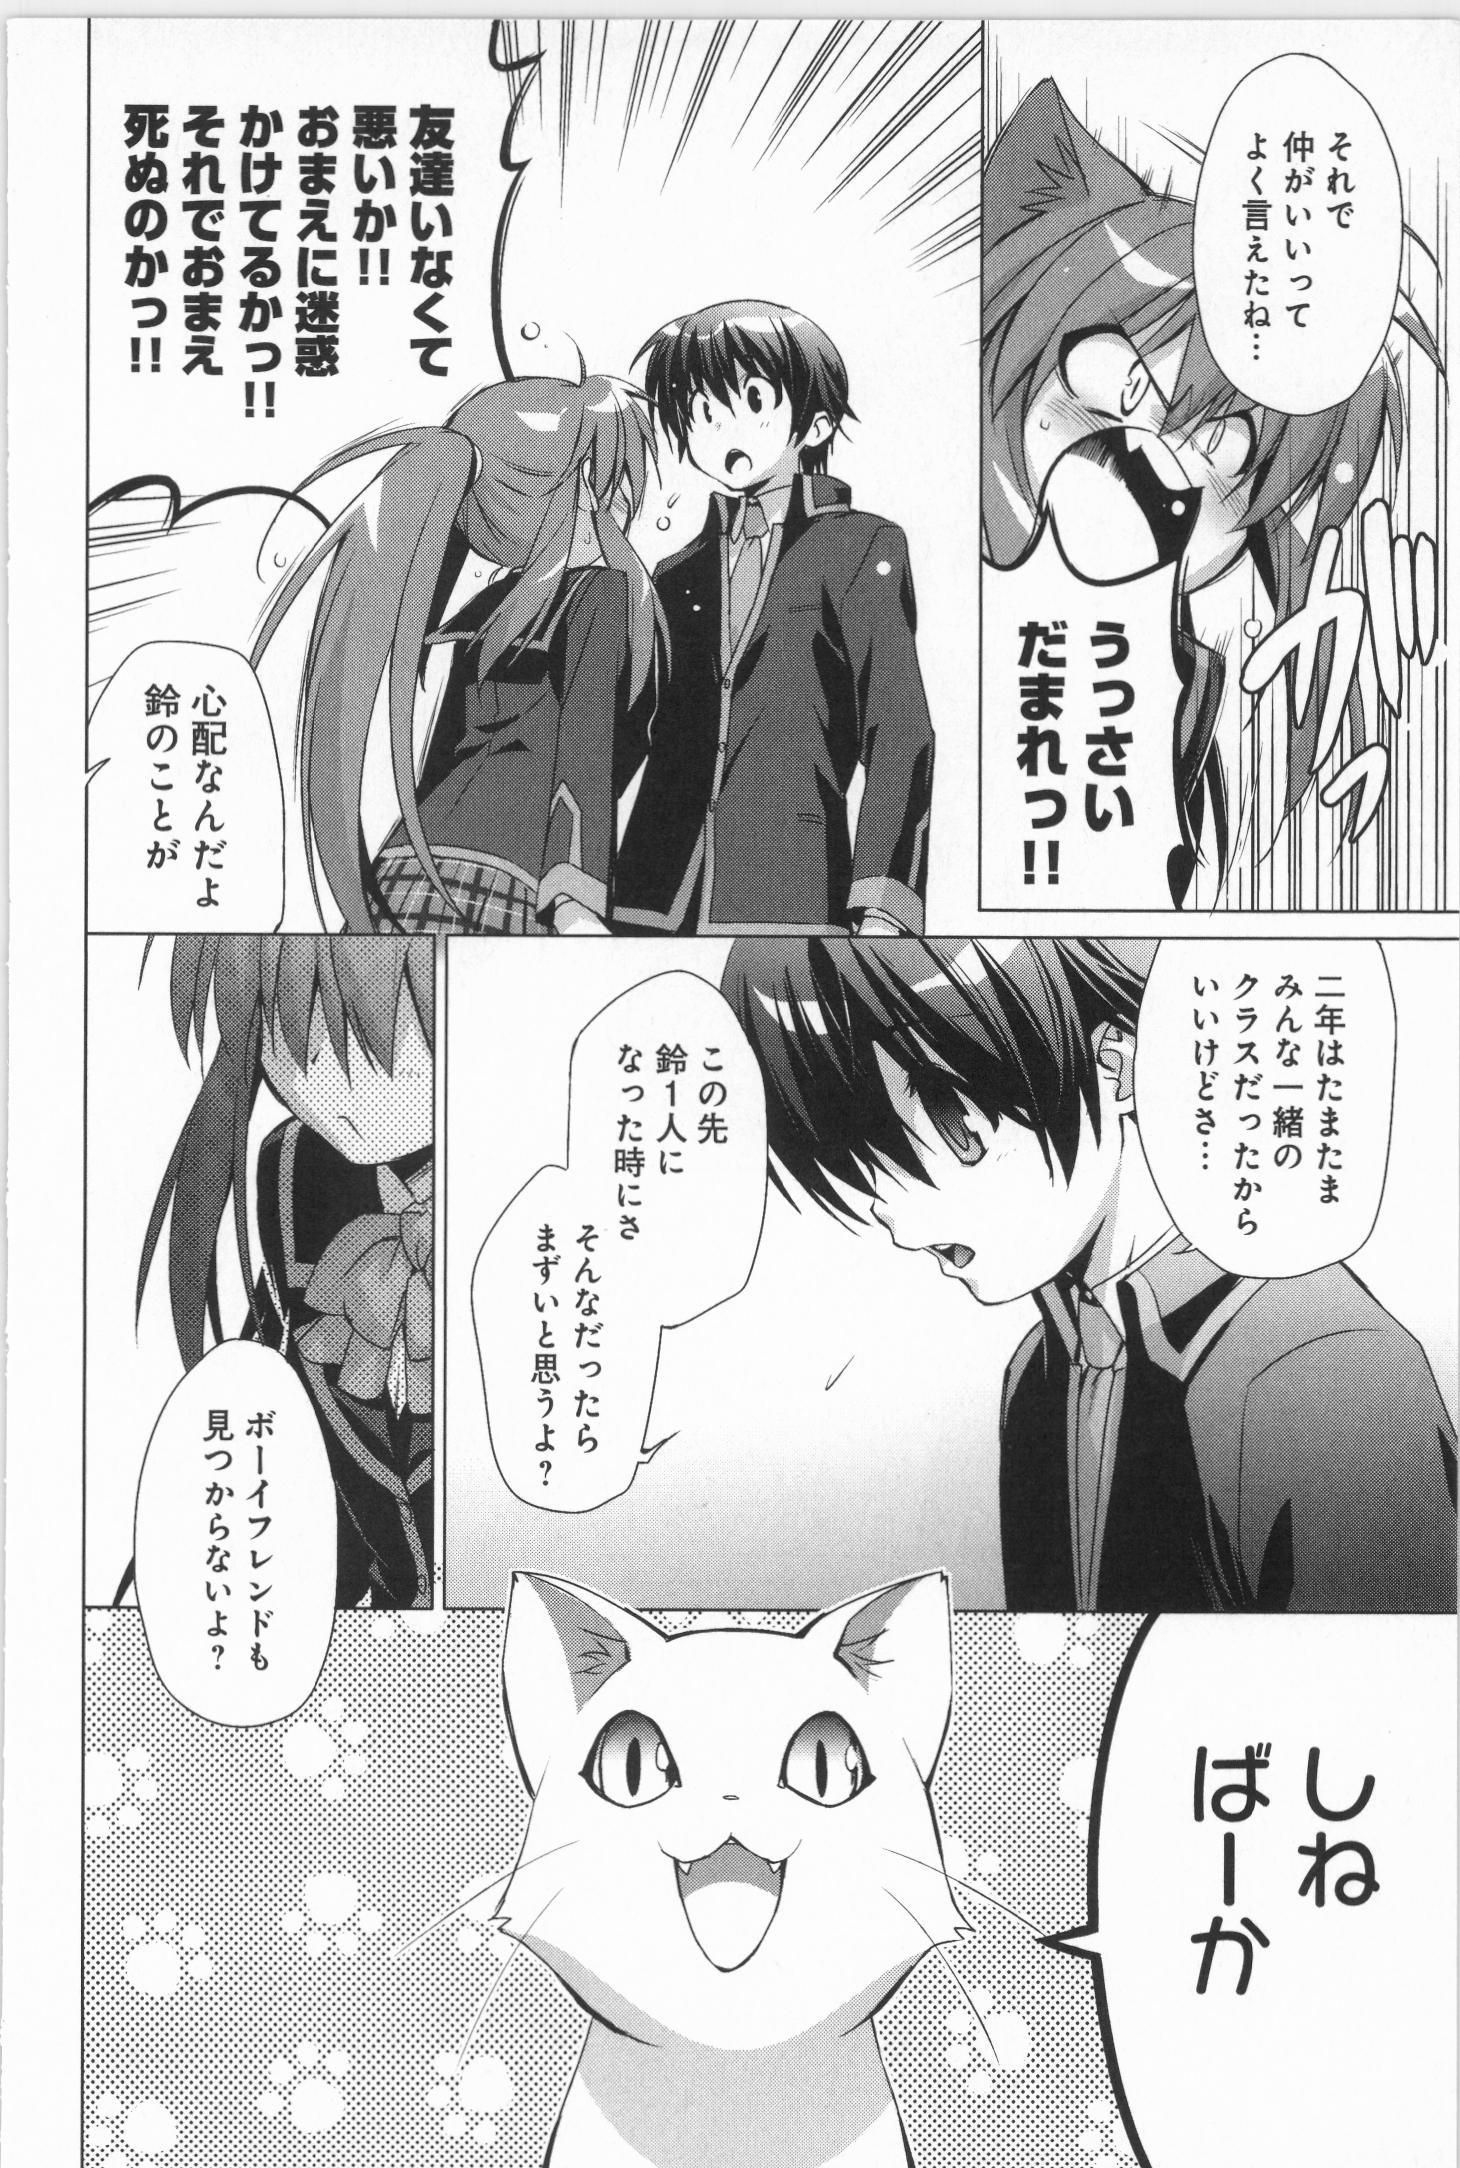 それで
仲がいいって
よく言えたね…
うっさい
だまれっ!!
ガバッ
友達いなくて
悪いか!!
おまえに迷惑
かけてるかっ!!
それでおまえ
死ぬのかっ!!
心配なんだよ
鈴のことが
二年はたまたま
みんな一緒の
クラスだったから
いいけどさ…
この先
鈴1人に
なった時にさ
そんなだったら
まずいと思うよ?
ボーイフレンドも
見つからないよ?
しね
ばーか